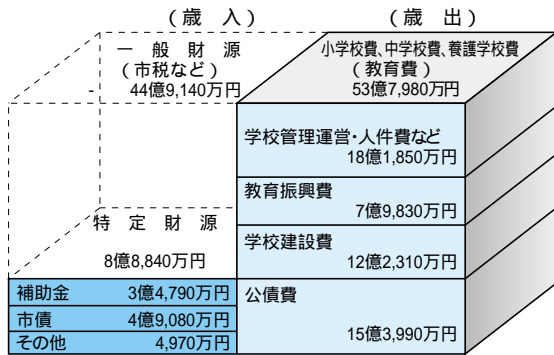 (歳 入) (歳 出)
一 般 財 源
(市税など)
- 44億9,140万円
小学校費、中学校費、養護学校費
(教育費)
53億7,980万円
学校管理運営・人件費など
18億1,850万円
教育振興費
7億9,830万円
特 定 財 源
8億8,840万円
学校建設費
12億2,310万円
補助金 3億4,790万円
市債 4億9,080万円
その他 4,970万円
公債費
15億3,990万円